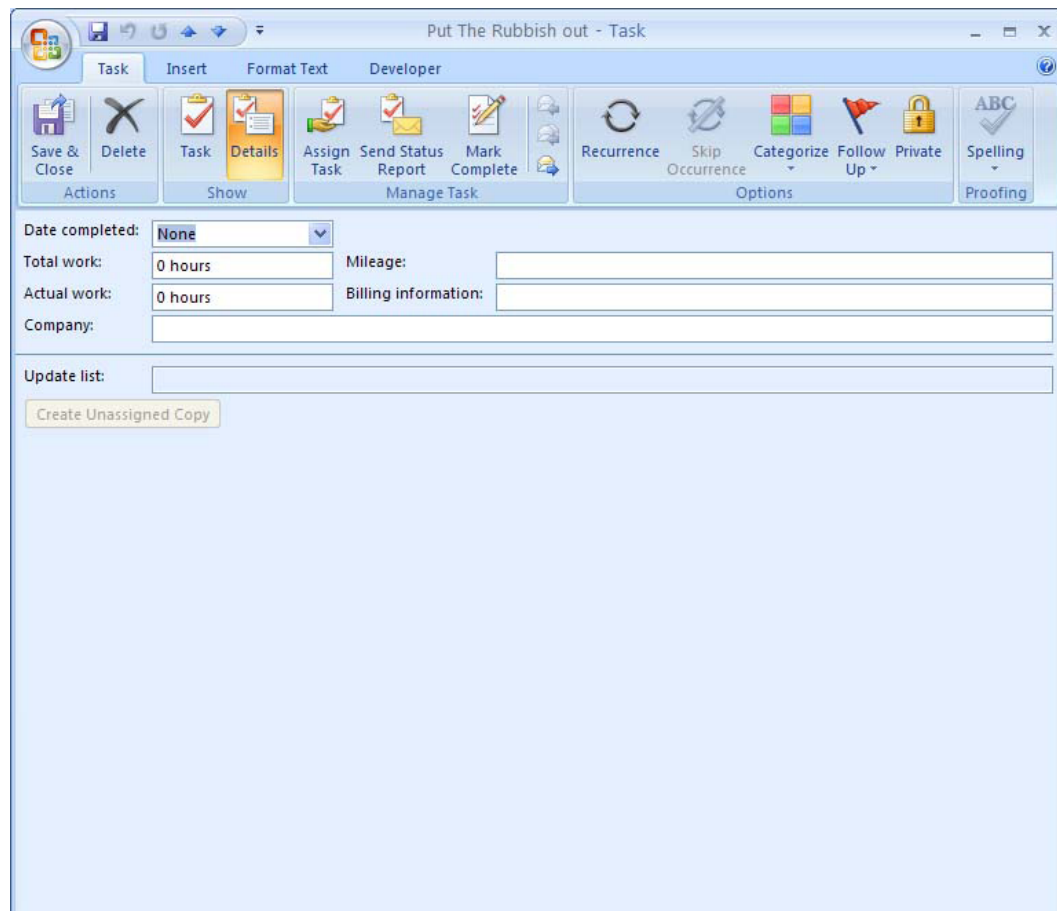 Put The Rubbish out - Task
Task Insert Format Text Developer
Save & Close Delete Task Details Assign Task Send Status Report Mark Complete Recurrence Skip Occurrence Categorize Follow Up Private ABC Spelling
Actions Show Manage Task Options Proofing
Date completed: None
Total work: 0 hours Mileage:
Actual work: 0 hours Billing information:
Company:
Update list:
Create Unassigned Copy